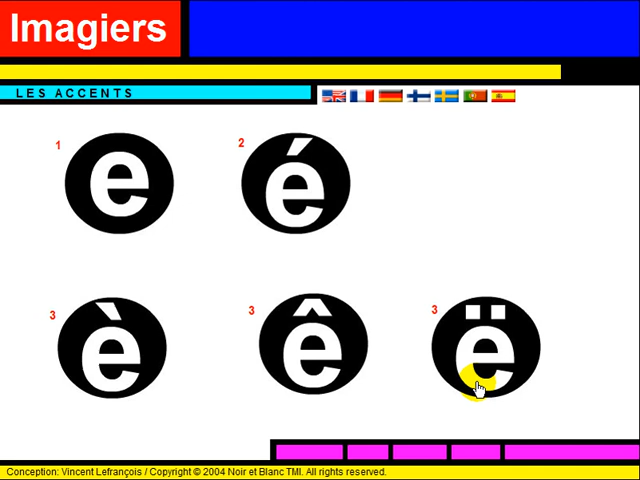 Imagiers
LES ACCENTS
1
e
2
é
3
è
3
ê
3
ë
Conception: Vincent Lefrançois / Copyright © 2004 Noir et Blanc TMI. All rights reserved.